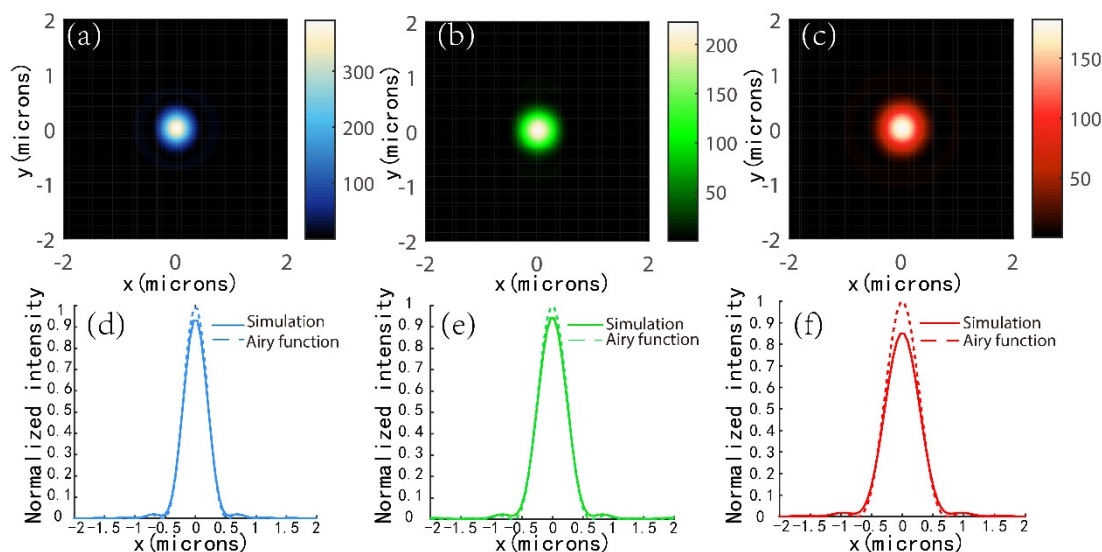 (a)
y(microns)
2
1
0
-1
-2
-2
0
2
x(microns)
300
200
100
(b)
y(microns)
2
1
0
-1
-2
-2
0
2
x(microns)
200
150
100
50
(c)
y(microns)
2
1
0
-1
-2
-2
0
2
x(microns)
150
100
50
(d)
Normalized intensity
1
0.9
0.8
0.7
0.6
0.5
0.4
0.3
0.2
0.1
0
-2 -1.5 -1 -.5 0 0.5 1 1.5 2
x(microns)
Simulation
Airy function
(e)
Normalized intensity
1
0.9
0.8
0.7
0.6
0.5
0.4
0.3
0.2
0.1
0
-2 -1.5 -1 -.5 0 0.5 1 1.5 2
x(microns)
Simulation
Airy function
(f)
Normalized intensity
1
0.9
0.8
0.7
0.6
0.5
0.4
0.3
0.2
0.1
0
-2 -1.5 -1 -.5 0 0.5 1 1.5 2
x(microns)
Simulation
Airy function